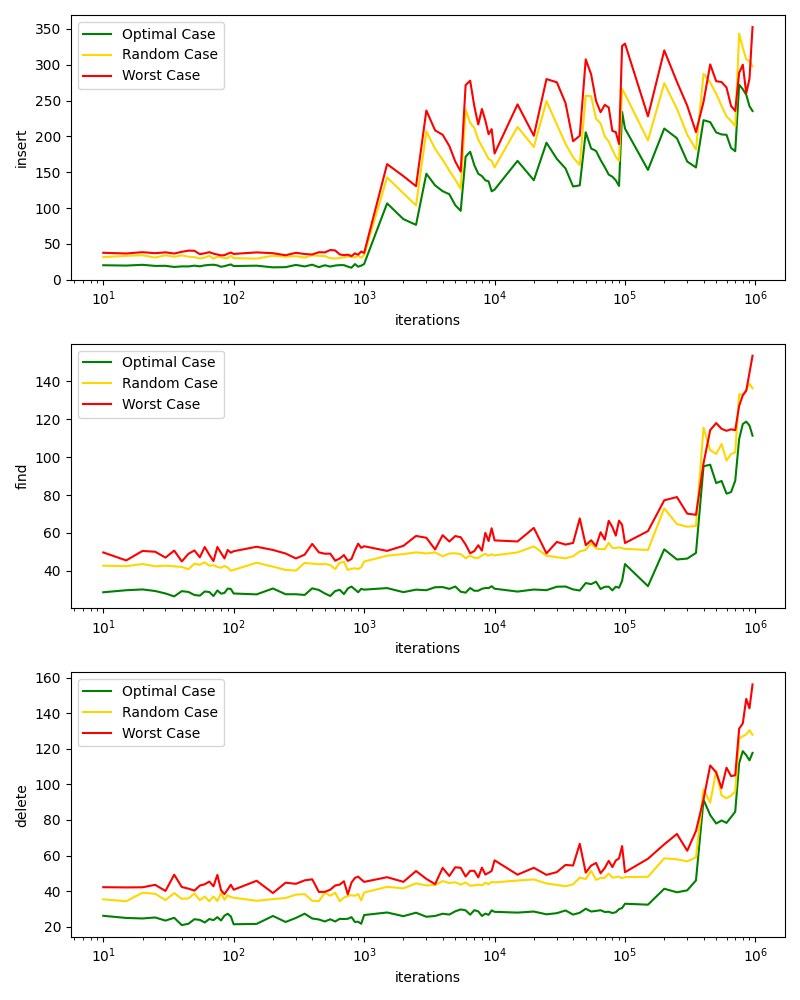 350
300
250
200
150
100
50
0
insert
Optimal Case
Random Case
Worst Case
10¹ 10² 10³ 10⁴ 10⁵ 10⁶
iterations
140
120
100
80
60
40
find
Optimal Case
Random Case
Worst Case
10¹ 10² 10³ 10⁴ 10⁵ 10⁶
iterations
160
140
120
100
80
60
40
20
delete
Optimal Case
Random Case
Worst Case
10¹ 10² 10³ 10⁴ 10⁵ 10⁶
iterations